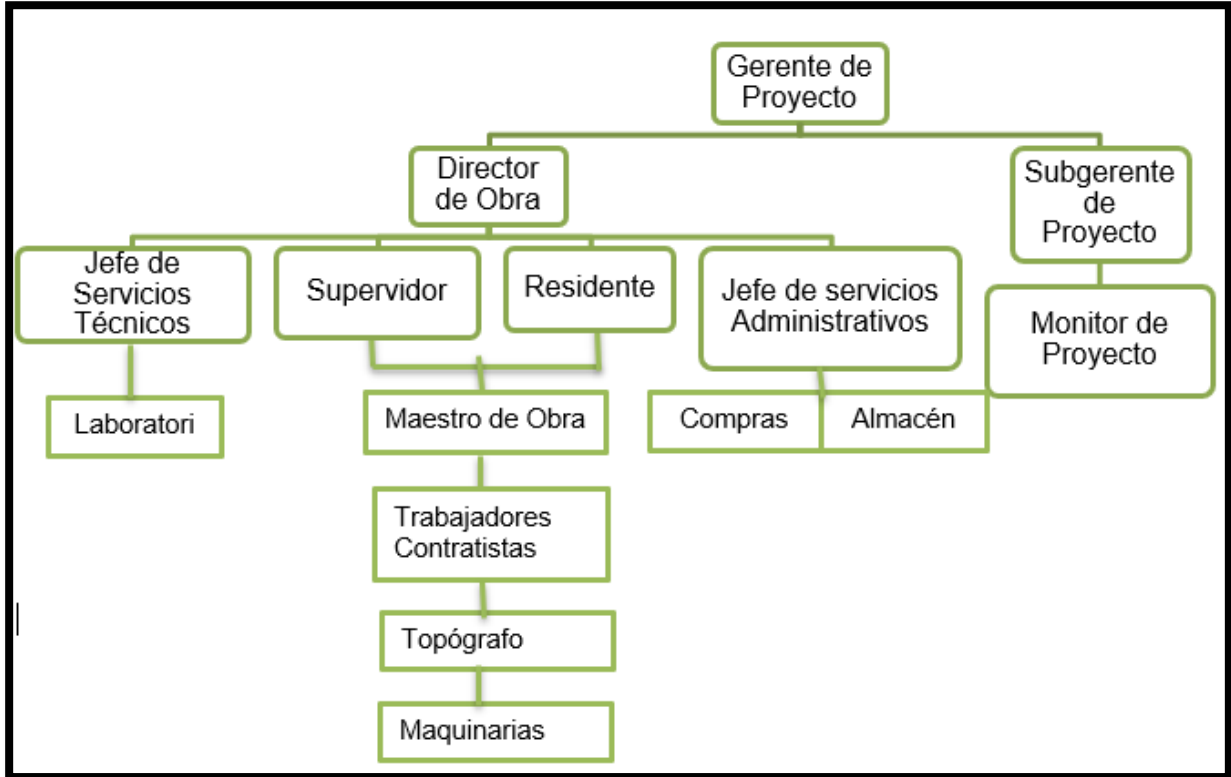 Gerente de
Proyecto
Director
de Obra
Subgerente
de
Proyecto
Jefe de
Servicios
Técnicos
Supervidor
Residente
Jefe de servicios
Administrativos
Monitor de
Proyecto
Laboratori
Maestro de Obra
Compras
Almacén
Trabajadores
Contratistas
Topógrafo
Maquinarias